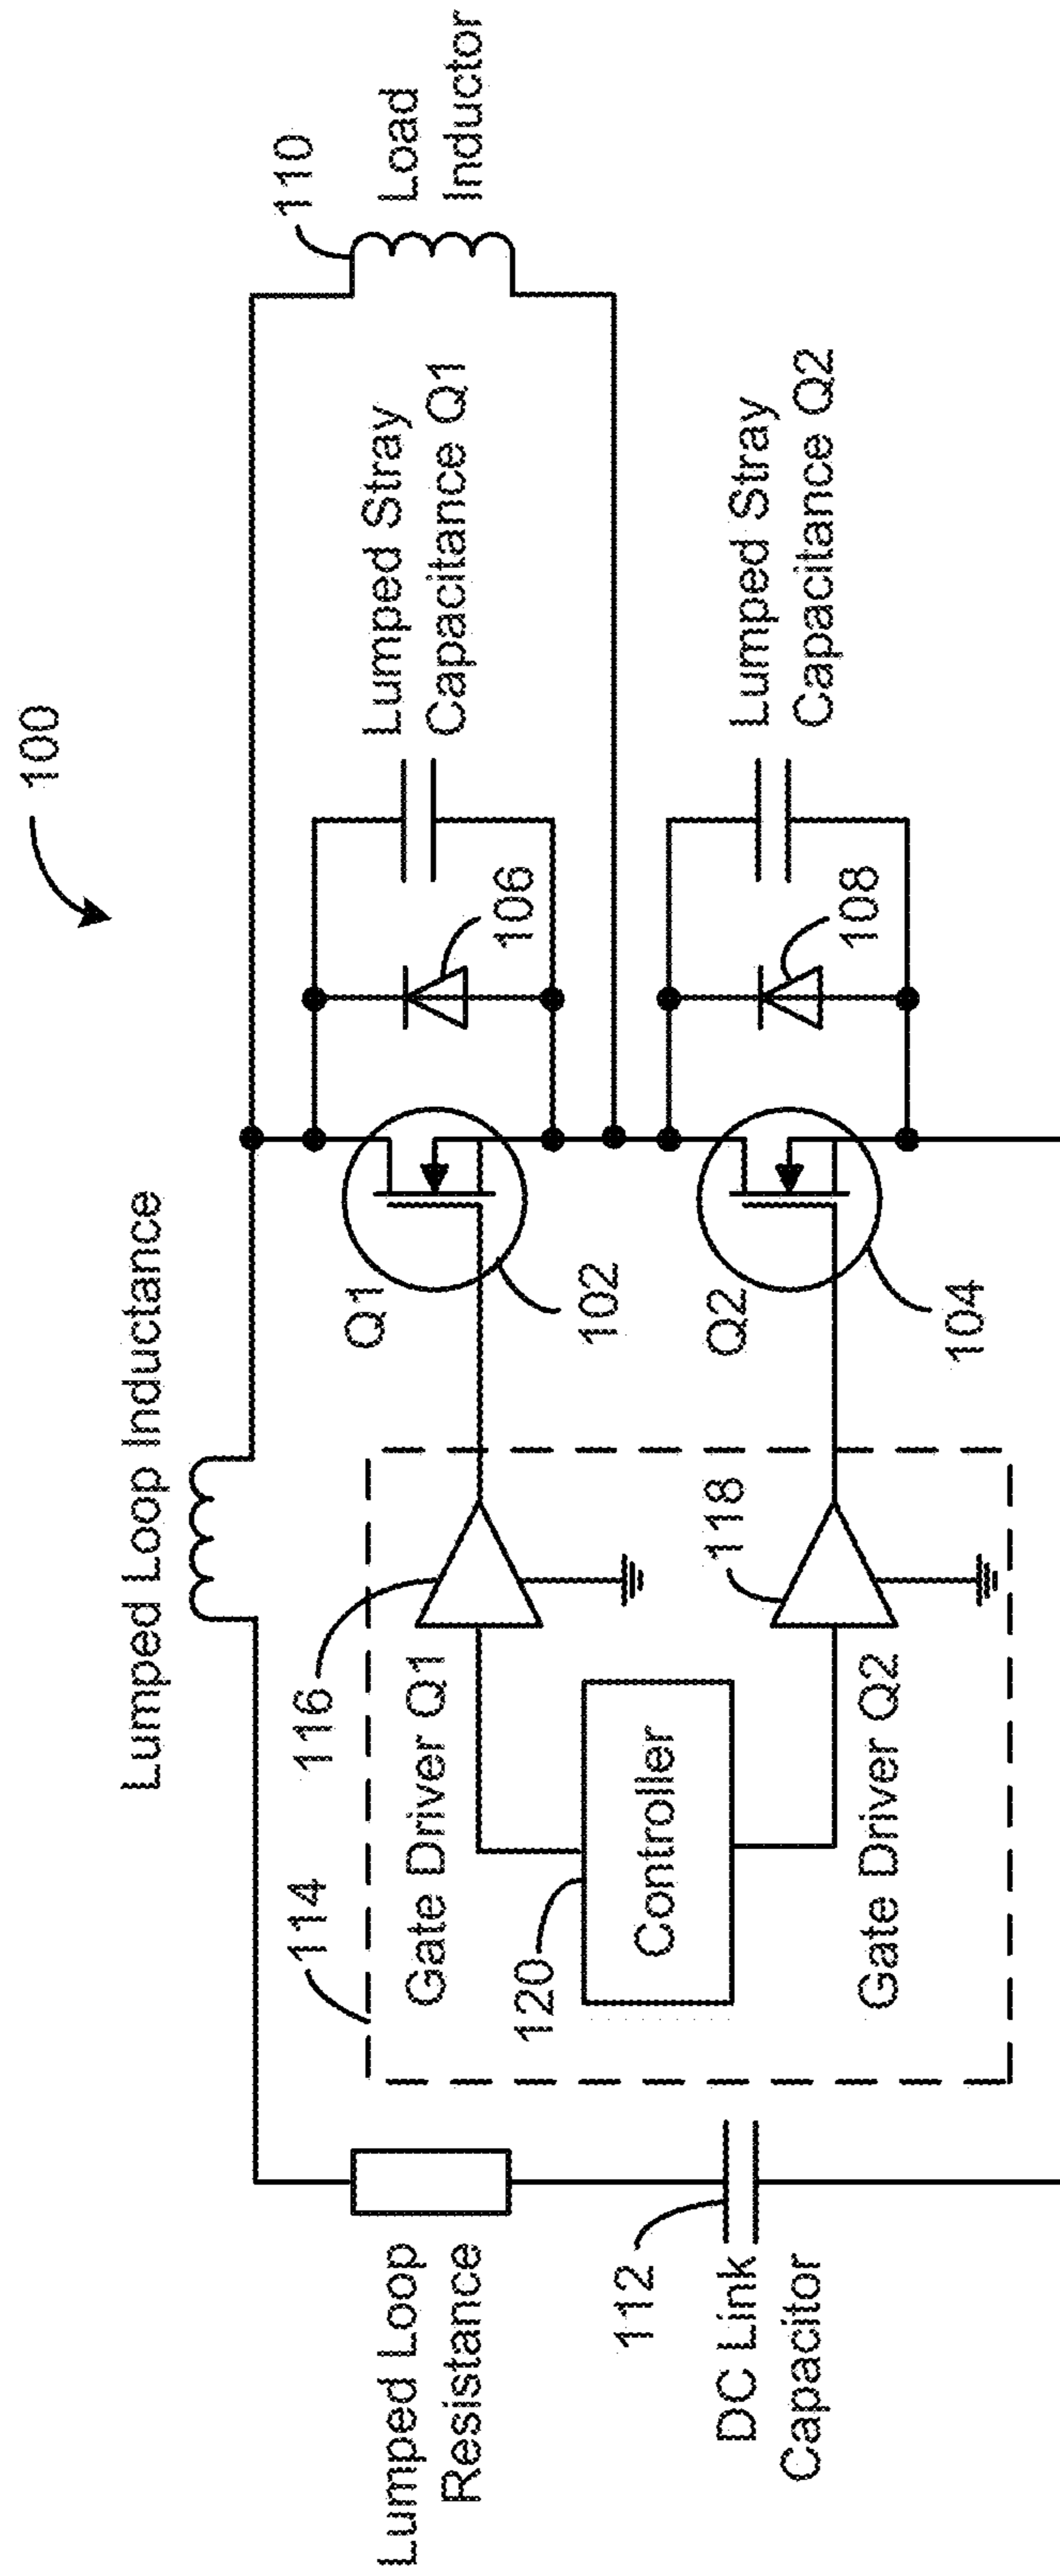 100
Lumped Loop Inductance
110
Load
Inductor
Lumped Loop
Resistance
114
116
Gate Driver Q1
Q1
102
106
Lumped Stray
Capacitance Q1
120
Controller
112
DC Link
Capacitor
118
Gate Driver Q2
Q2
104
108
Lumped Stray
Capacitance Q2